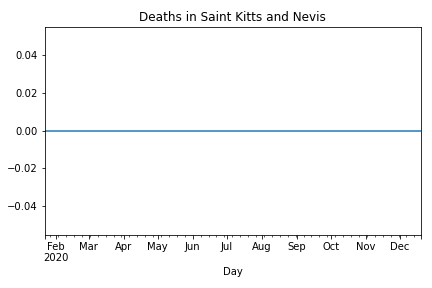 Deaths in Saint Kitts and Nevis
0.04
0.02
0.00
−0.02
−0.04
Feb Mar Apr May Jun Jul Aug Sep Oct Nov Dec
2020
Day